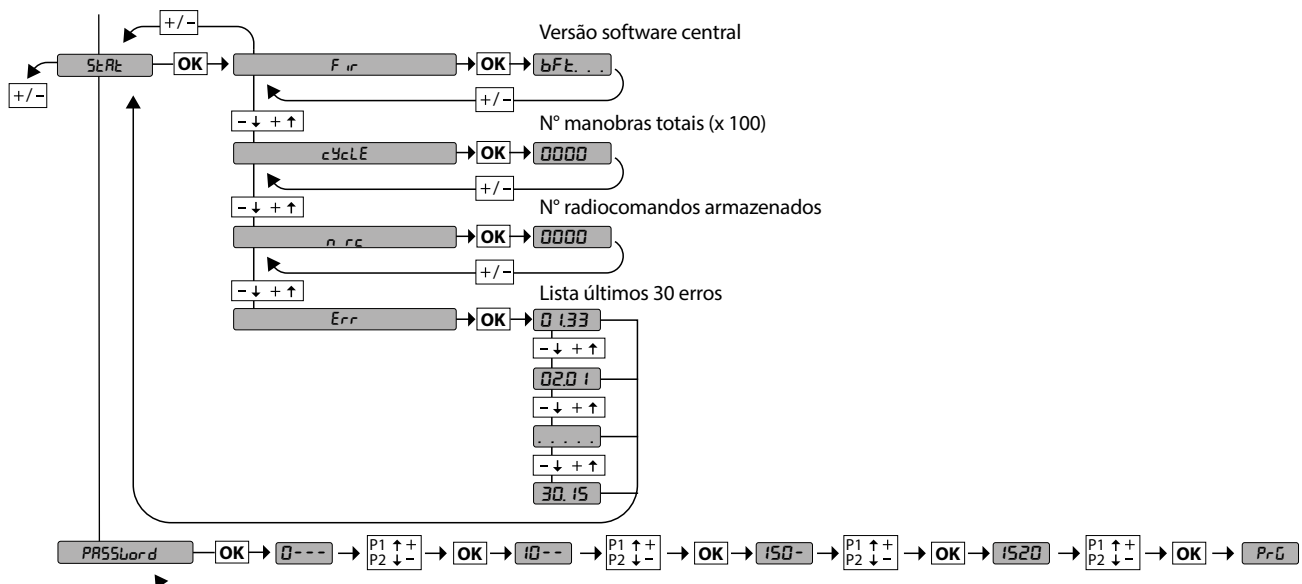 +/-
Versão software central
StAt OK F ir OK bFt. . .
+/-
+/-
- ↓ + ↑
N° manobras totais (x 100)
cYcLE OK 0000
+/-
- ↓ + ↑
N° radiocomandos armazenados
n rc OK 0000
+/-
- ↓ + ↑
Lista últimos 30 erros
Err OK 01.33
- ↓ + ↑
02.01
- ↓ + ↑
. . . . .
- ↓ + ↑
30.15
PASSword OK 0--- P1 ↑ + OK 10-- P1 ↑ + OK 150- P1 ↑ + OK 1520 P1 ↑ + OK PrG
P2 ↓ - P2 ↓ - P2 ↓ - P2 ↓ -